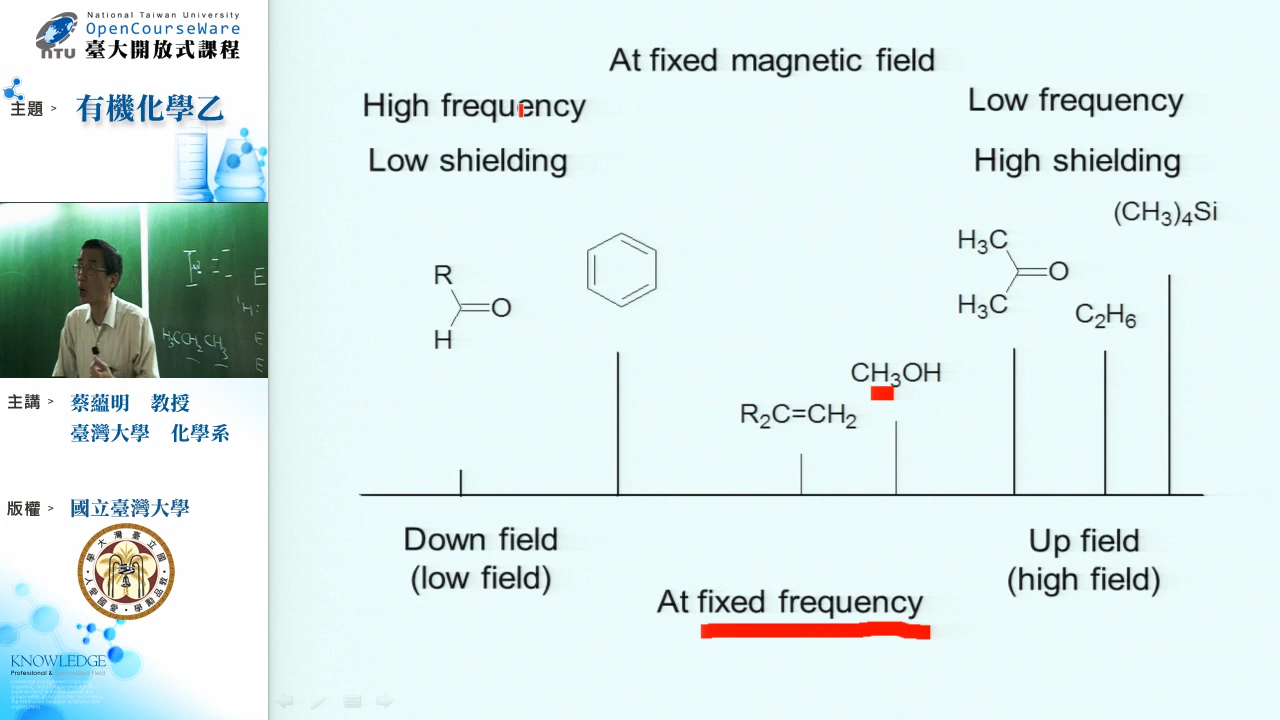 National Taiwan University
OpenCourseWare
NTU 臺大開放式課程
主題 > 有機化學乙
主講 > 蔡蘊明 教授
臺灣大學 化學系
版權 > 國立臺灣大學
KNOWLEDGE
At fixed magnetic field
High frequency
Low frequency
Low shielding
High shielding
(CH3)4Si
H3C
O
H3C
C2H6
R
O
H
CH3OH
R2C=CH2
Down field
(low field)
Up field
(high field)
At fixed frequency
H3CCH2CH3